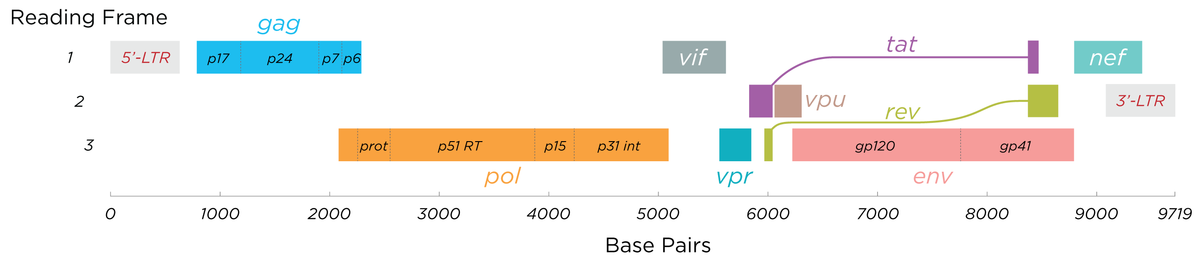 Reading Frame
gag
tat
1 5'-LTR p17 p24 p7 p6 vif nef
2 vpu 3'-LTR
rev
3 prot p51 RT p15 p31 int gp120 gp41
pol vpr env
0 1000 2000 3000 4000 5000 6000 7000 8000 9000 9719
Base Pairs